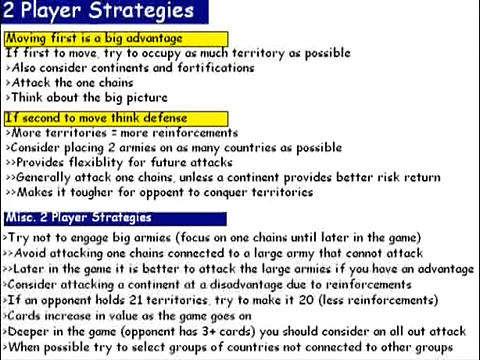 2 Player Strategies
Moving first is a big advantage
If first to move, try to occupy as much territory as possible
>Also consider continents and fortifications
>Attack the one chains
>Think about the big picture
If second to move think defense
>More territories = more reinforcements
>Consider placing 2 armies on as many countries as possible
>>Provides flexiblity for future attacks
>>Generally attack one chains, unless a continent provides better risk return
>>Makes it tougher for oppoent to conquer territories
Misc. 2 Player Strategies
>Try not to engage big armies (focus on one chains until later in the game)
>>Avoid attacking one chains connected to a large army that cannot attack
>>Later in the game it is better to attack the large armies if you have an advantage
>Consider attacking a continent at a disadvantage due to reinforcements
>If an opponent holds 21 territories, try to make it 20 (less reinforcements)
>Cards increase in value as the game goes on
>Deeper in the game (opponent has 3+ cards) you should consider an all out attack
>When possible try to select groups of countries not connected to other groups